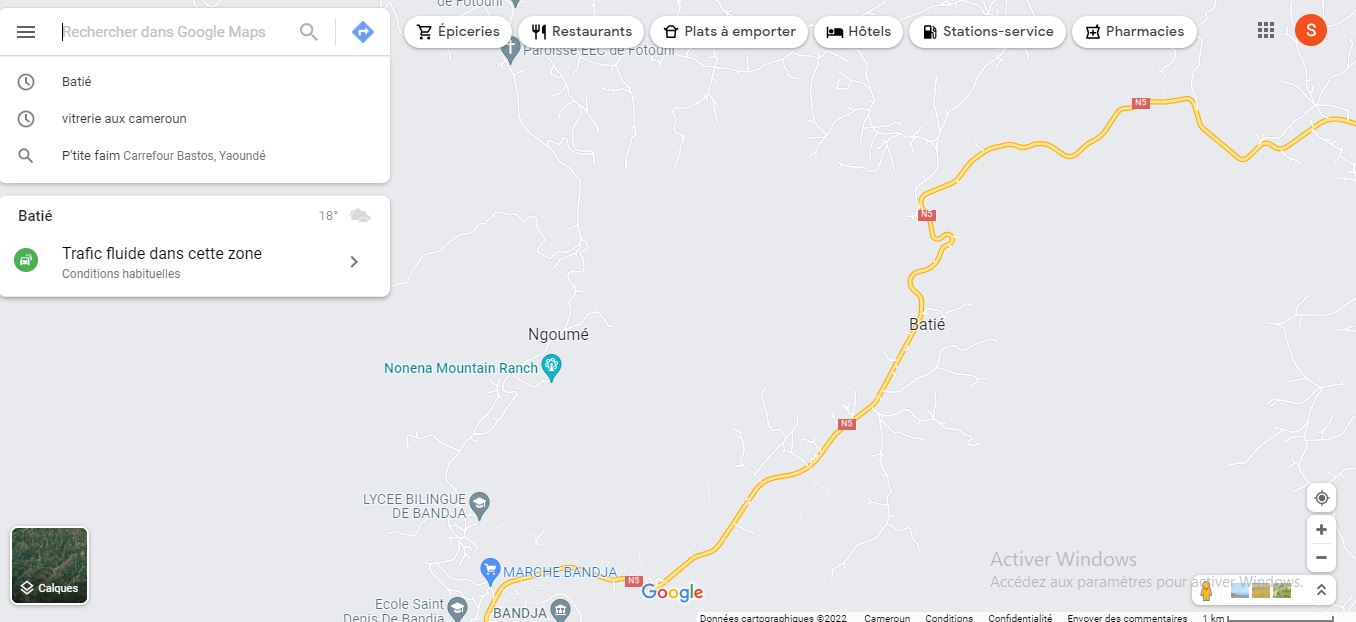 de Fotouni
Rechercher dans Google Maps
Épiceries
Restaurants
Plats à emporter
Hôtels
Stations-service
Pharmacies
S
Paroisse EEC de Fotouni
Batié
vitrerie aux cameroun
P'tite faim Carrefour Bastos, Yaoundé
N5
Batié
18°
N5
Trafic fluide dans cette zone
Conditions habituelles
Batié
Ngoumé
Nonena Mountain Ranch
N5
LYCEE BILINGUE
DE BANDJA
Activer Windows
Accédez aux paramètres pour activer Windows.
MARCHE BANDJA
N5
Calques
Google
Ecole Saint
Denis De Bandja
BANDJA
Données cartographiques ©2022
Cameroun
Conditions
Confidentialité
Envoyer des commentaires
1 km